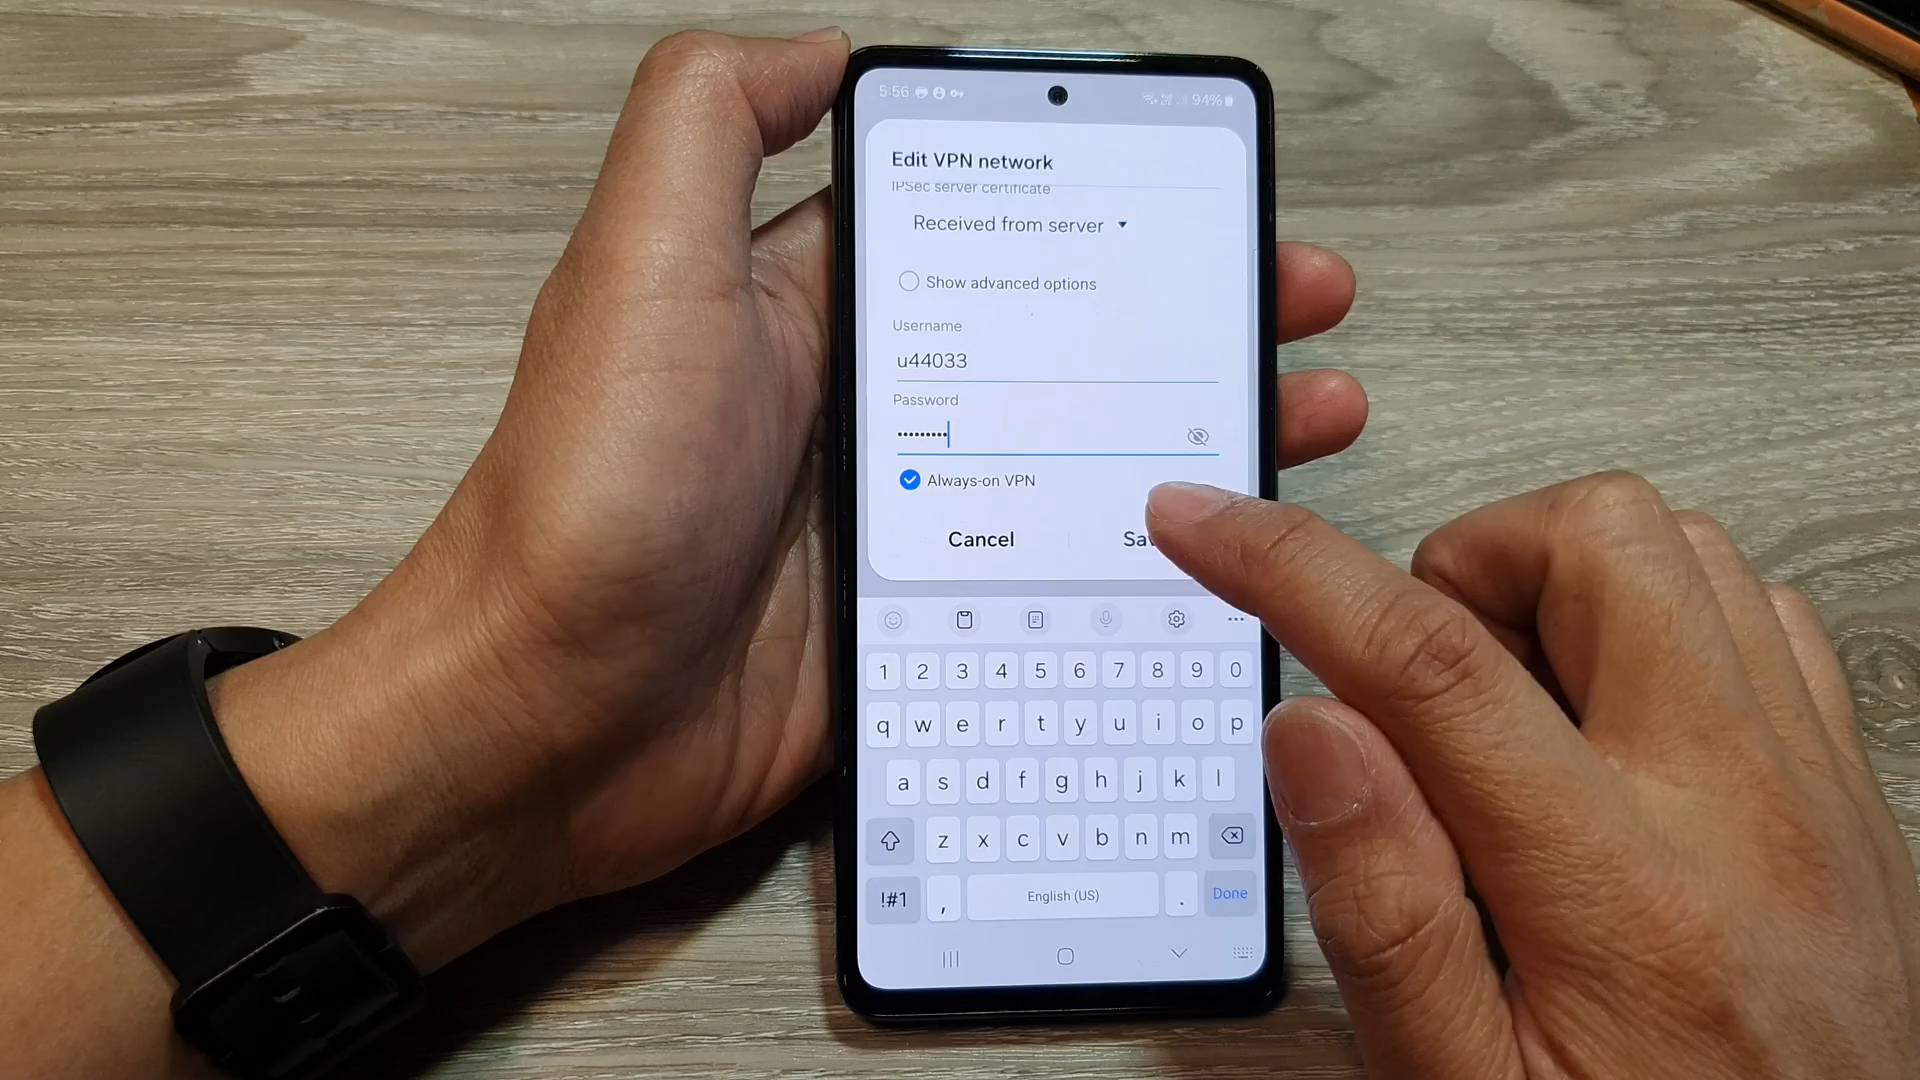 5:56 94%
Edit VPN network
IPSec server certificate
Received from server
Show advanced options
Username
u44033
Password
•••••••••
Always-on VPN
Cancel Sav
1 2 3 4 5 6 7 8 9 0
q w e r t y u i o p
a s d f g h j k l
z x c v b n m
!#1 , English (US) . Done